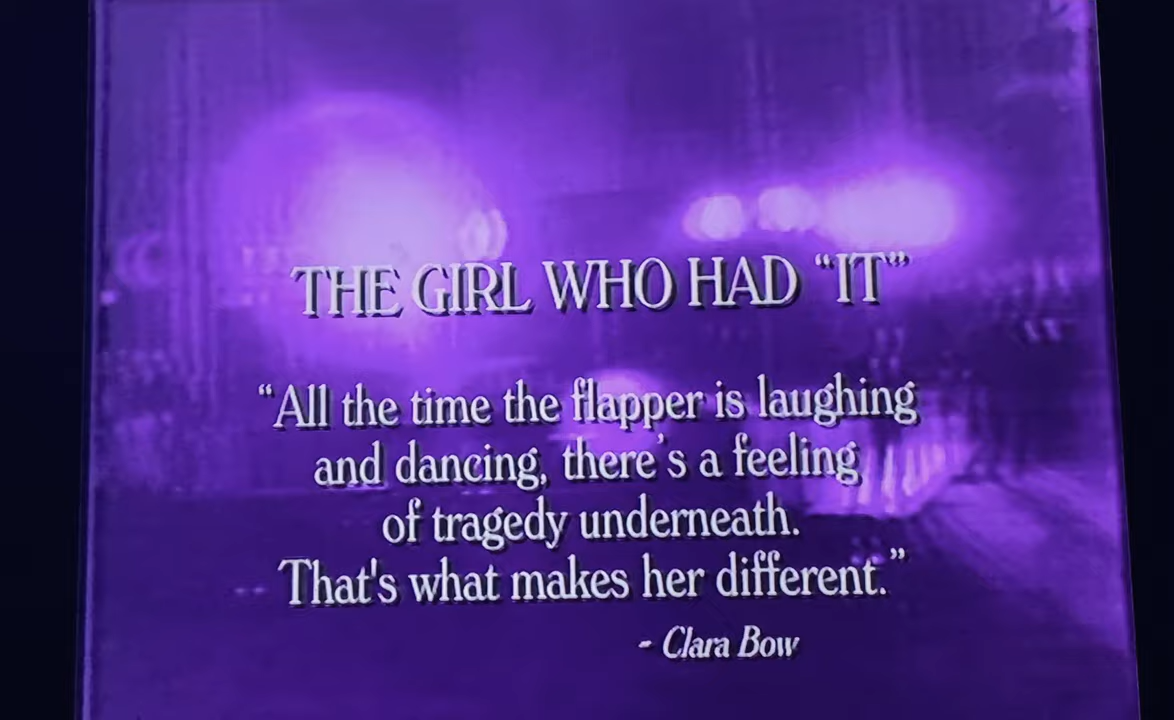 THE GIRL WHO HAD “IT”
“All the time the flapper is laughing
and dancing, there's a feeling
of tragedy underneath.
That's what makes her different.”
- Clara Bow